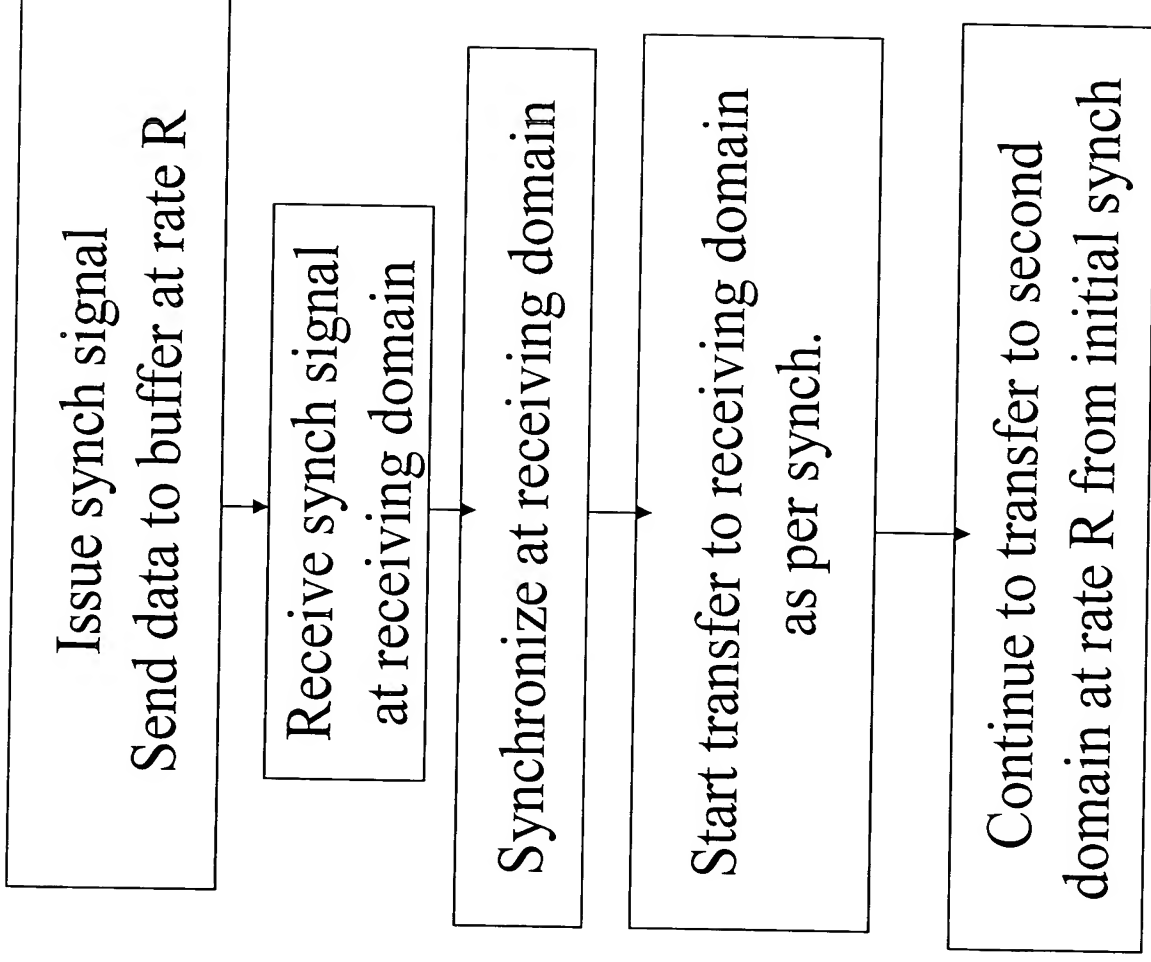 Issue synch signal
Send data to buffer at rate R
Receive synch signal
at receiving domain
Synchronize at receiving domain
Start transfer to receiving domain
as per synch.
Continue to transfer to second
domain at rate R from initial synch